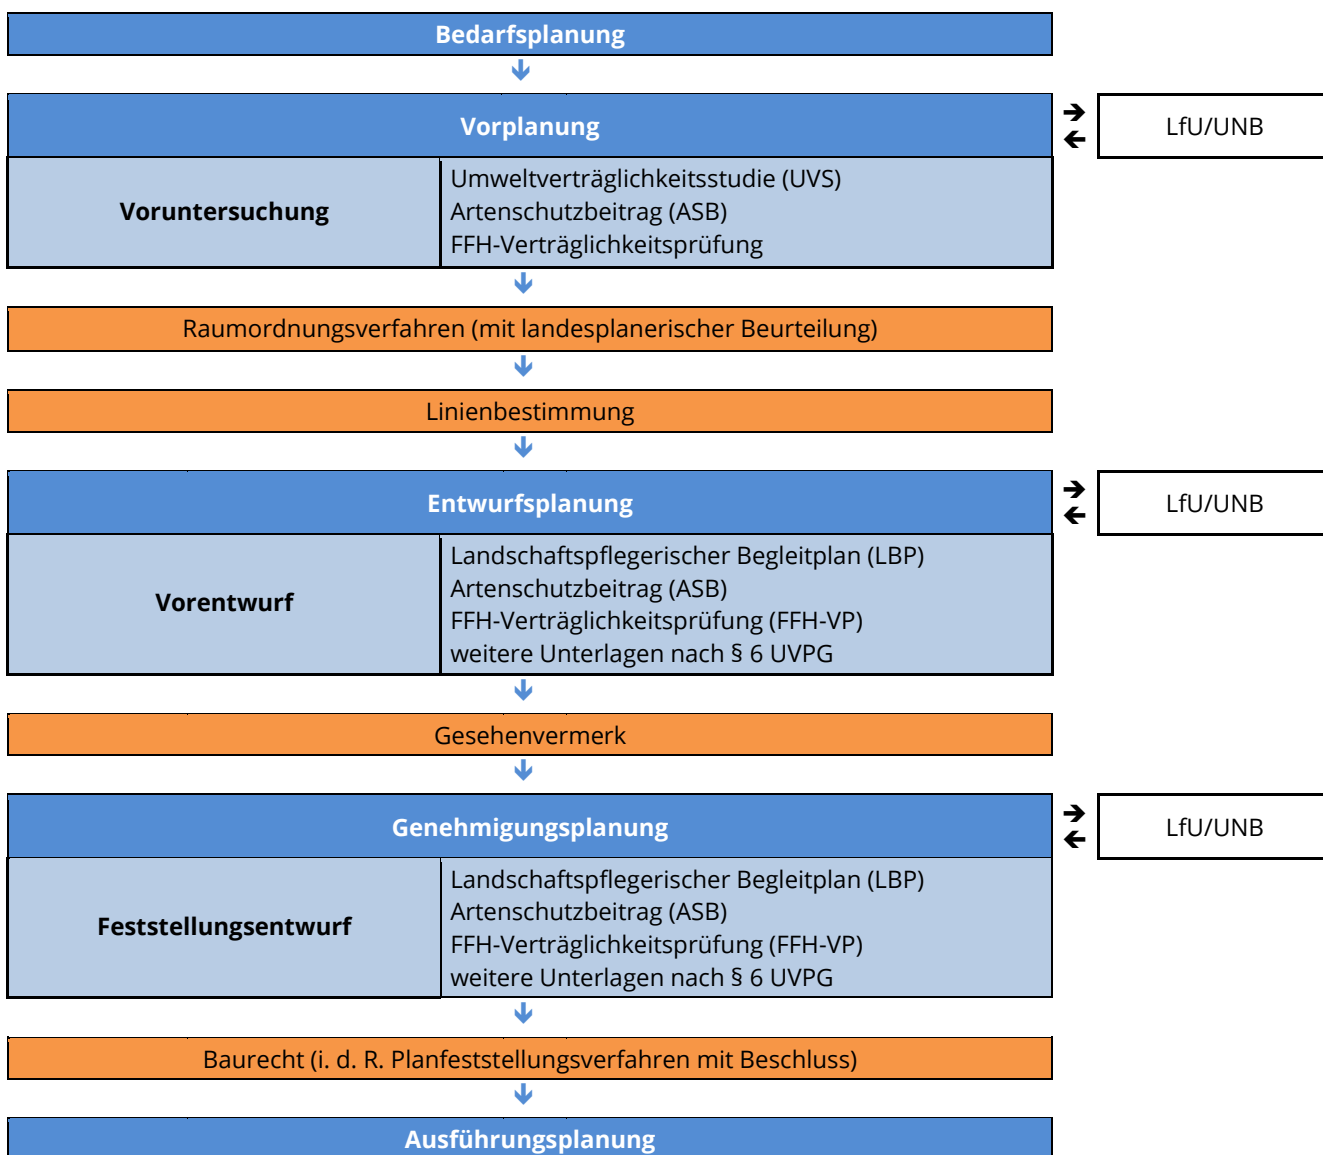 Bedarfsplanung
Vorplanung
LfU/UNB
Voruntersuchung
Umweltverträglichkeitsstudie (UVS)
Artenschutzbeitrag (ASB)
FFH-Verträglichkeitsprüfung
Raumordnungsverfahren (mit landesplanerischer Beurteilung)
Linienbestimmung
Entwurfsplanung
LfU/UNB
Vorentwurf
Landschaftspflegerischer Begleitplan (LBP)
Artenschutzbeitrag (ASB)
FFH-Verträglichkeitsprüfung (FFH-VP)
weitere Unterlagen nach § 6 UVPG
Gesehenvermerk
Genehmigungsplanung
LfU/UNB
Feststellungsentwurf
Landschaftspflegerischer Begleitplan (LBP)
Artenschutzbeitrag (ASB)
FFH-Verträglichkeitsprüfung (FFH-VP)
weitere Unterlagen nach § 6 UVPG
Baurecht (i. d. R. Planfeststellungsverfahren mit Beschluss)
Ausführungsplanung